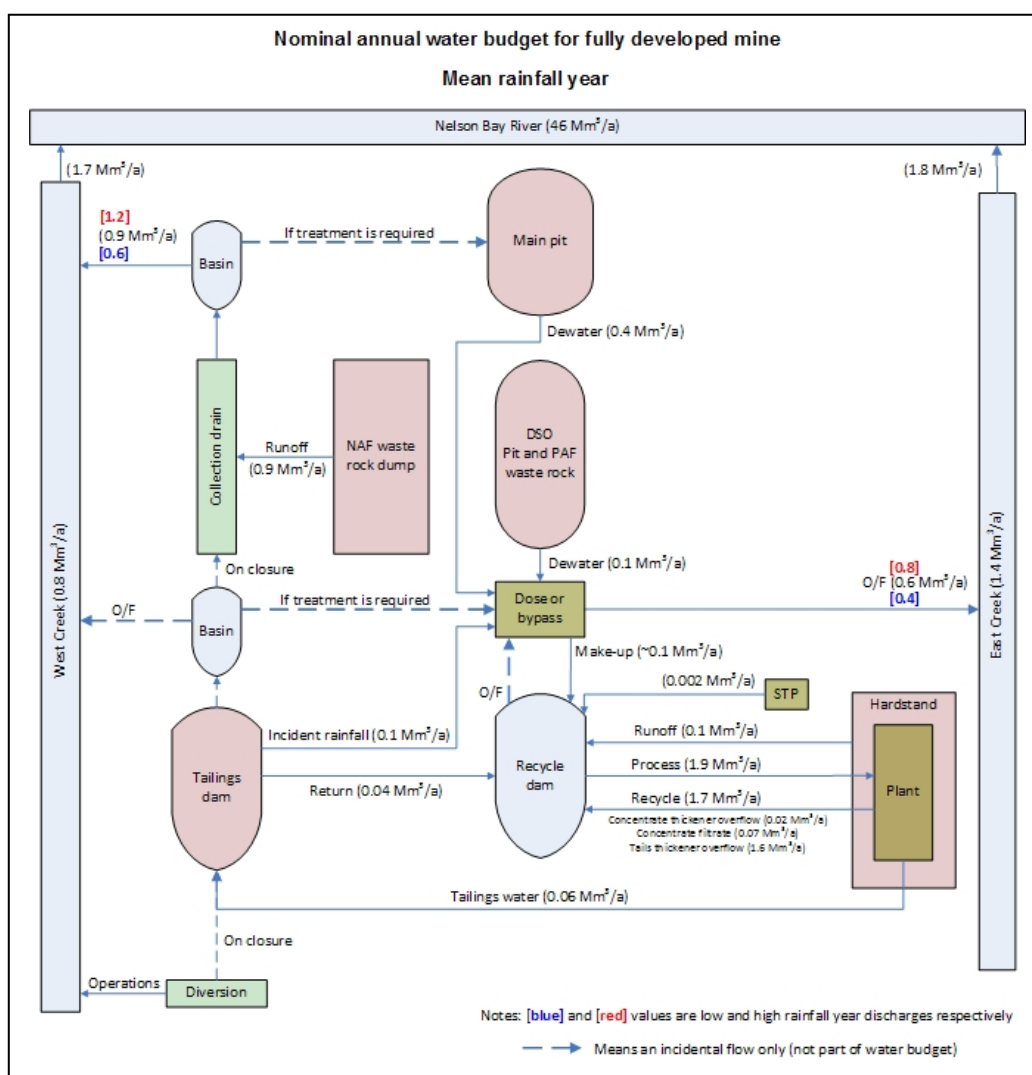 Nominal annual water budget for fully developed mine
Mean rainfall year
Nelson Bay River (46 Mm³/a)
(1.7 Mm³/a)
(1.8 Mm³/a)
[1.2]
(0.9 Mm³/a)
[0.6]
Basin
If treatment is required
Main pit
Dewater (0.4 Mm³/a)
Collection drain
Runoff
(0.9 Mm³/a)
NAF waste
rock dump
DSO
Pit and PAF
waste rock
West Creek (0.8 Mm³/a)
East Creek (1.4 Mm³/a)
On closure
Dewater (0.1 Mm³/a)
O/F
Basin
If treatment is required
Dose or
bypass
[0.8]
O/F (0.6 Mm³/a)
[0.4]
Make-up (~0.1 Mm³/a)
O/F
(0.002 Mm³/a)
STP
Hardstand
Tailings
dam
Incident rainfall (0.1 Mm³/a)
Return (0.04 Mm³/a)
Recycle
dam
Runoff (0.1 Mm³/a)
Process (1.9 Mm³/a)
Recycle (1.7 Mm³/a)
Concentrate thickener overflow (0.02 Mm³/a)
Concentrate filtrate (0.07 Mm³/a)
Tails thickener overflow (1.6 Mm³/a)
Plant
Tailings water (0.06 Mm³/a)
On closure
Operations
Diversion
Notes: [blue] and [red] values are low and high rainfall year discharges respectively
Means an incidental flow only (not part of water budget)